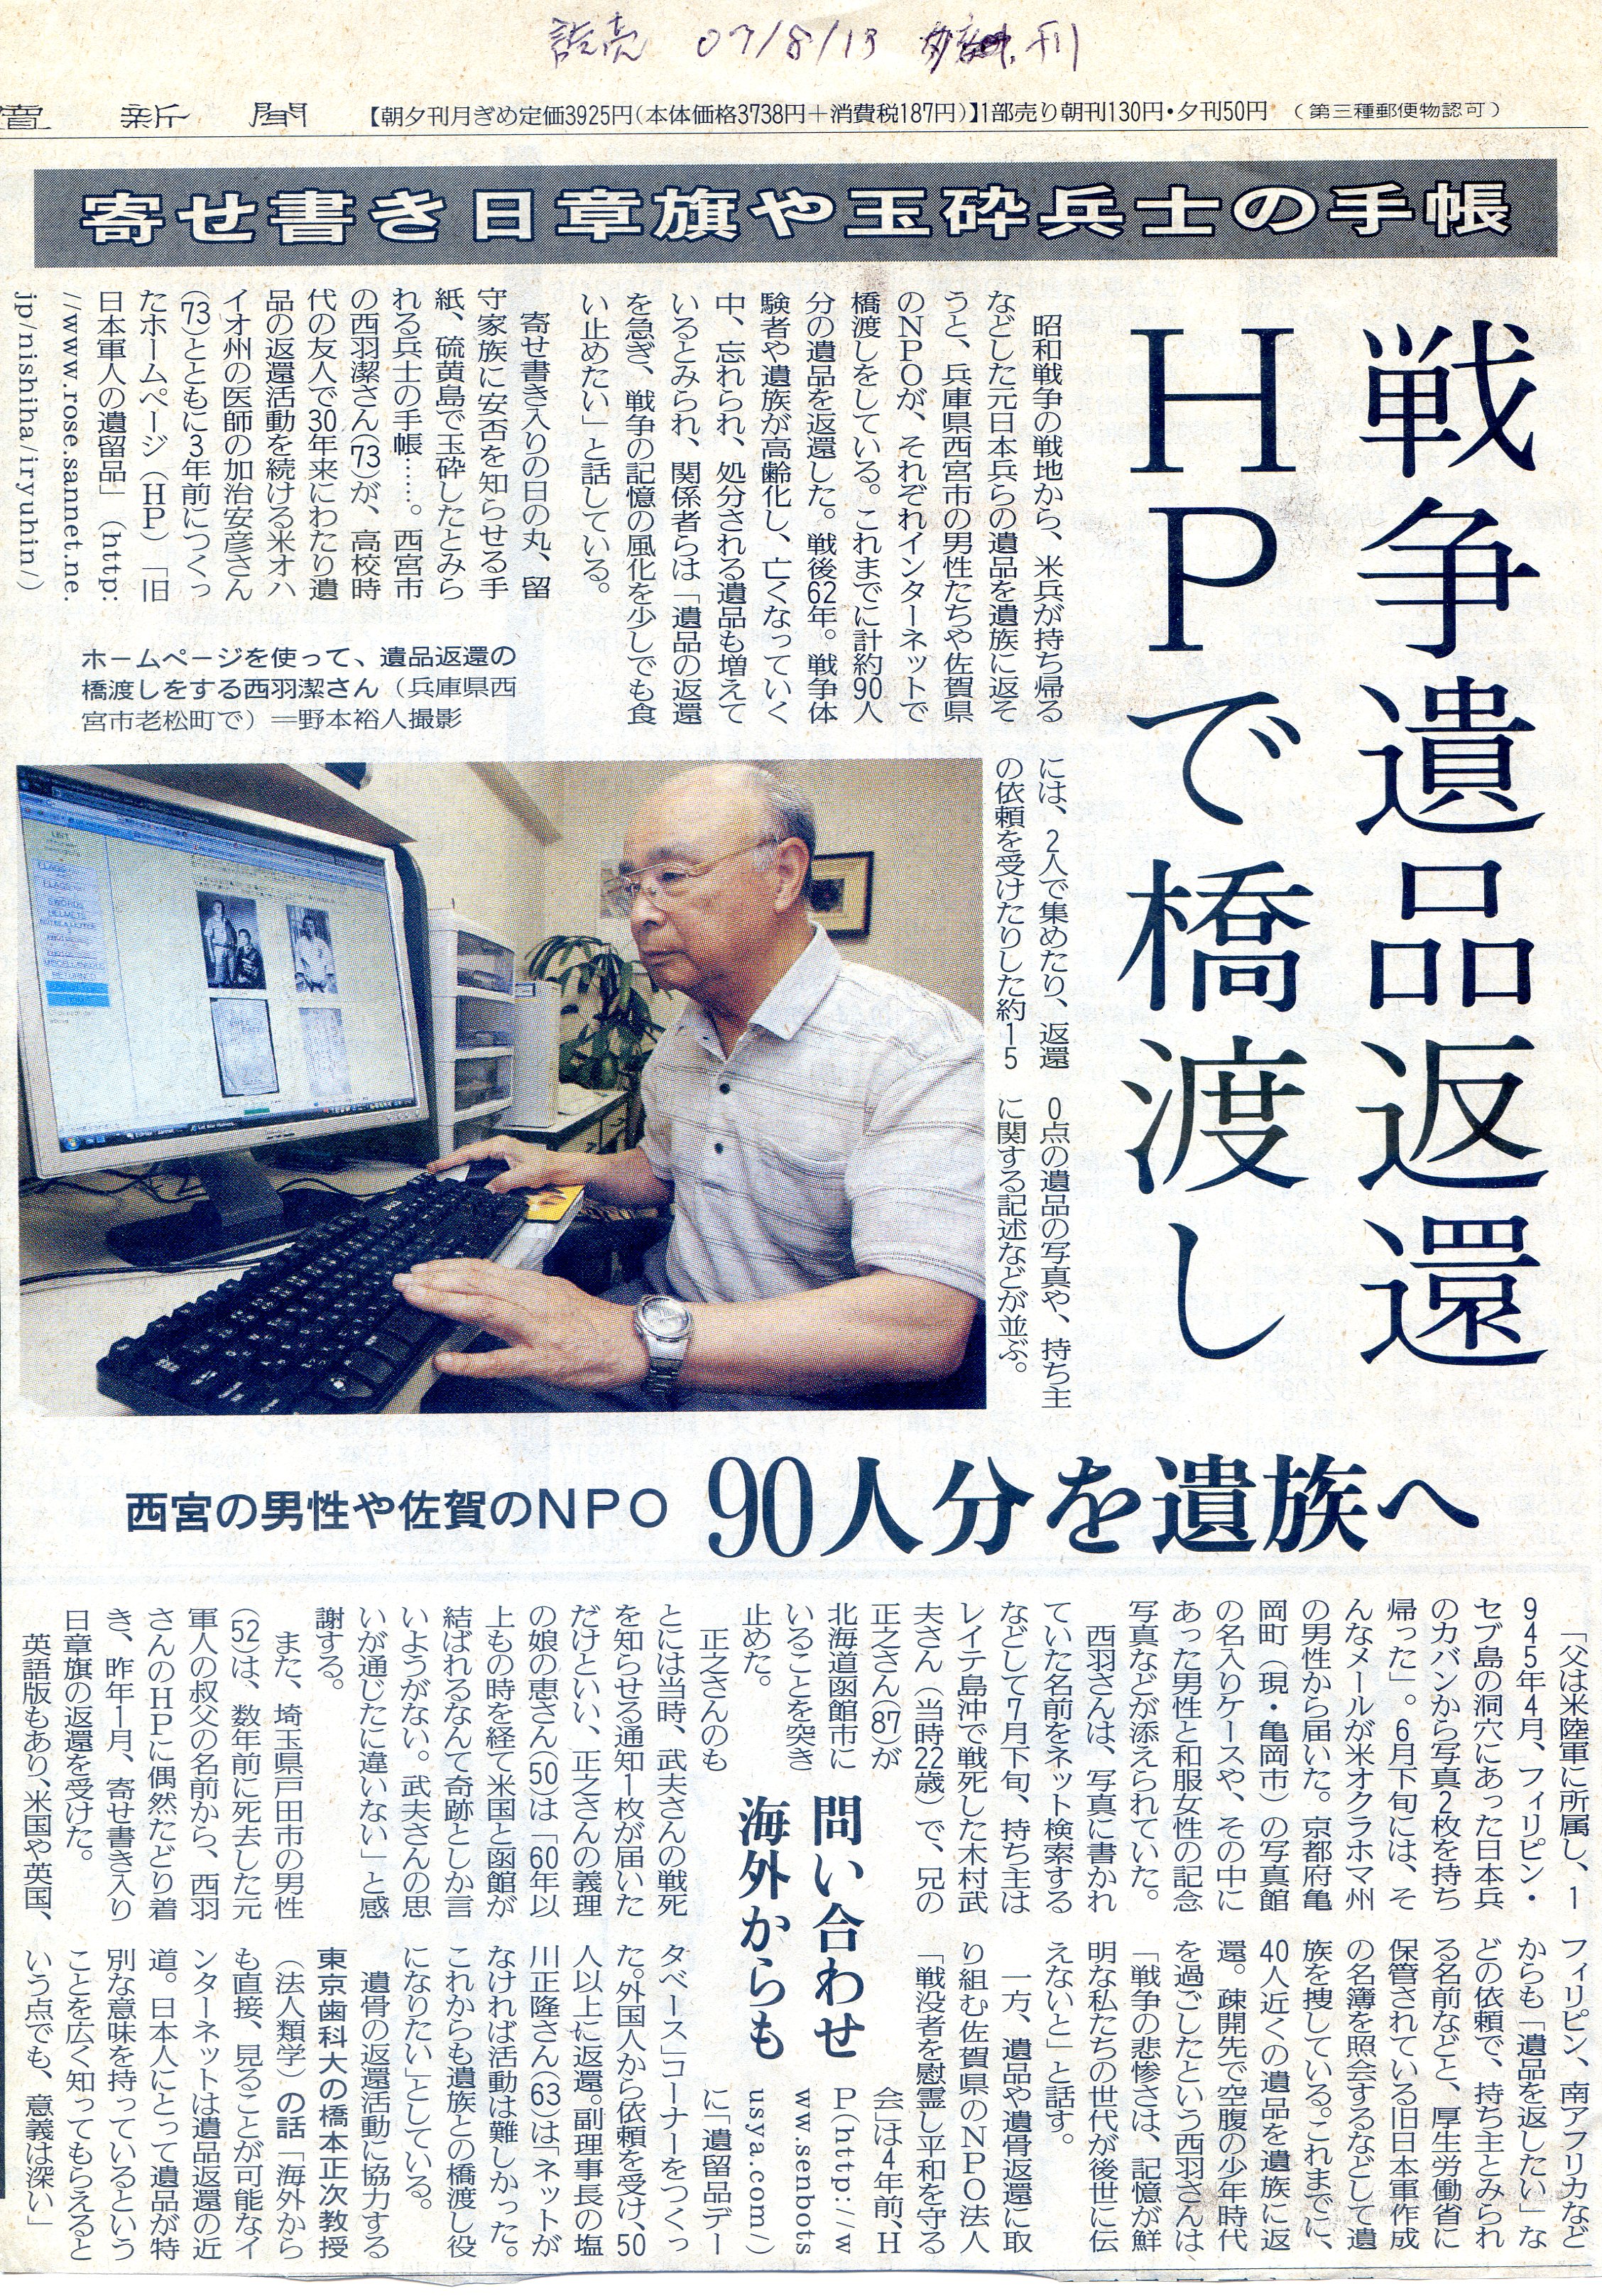 読売 07/8/13 夕刊
新聞
【朝夕刊月ぎめ定価3925円(本体価格3738円＋消費税187円)】1部売り朝刊130円・夕刊50円 (第三種郵便物認可)
寄せ書き日章旗や玉砕兵士の手帳
戦争遺品返還
ＨＰで橋渡し
昭和戦争の戦地から、米兵が持ち帰る
などした元日本兵らの遺品を遺族に返そ
うと、兵庫県西宮市の男性たちや佐賀県
のＮＰＯが、それぞれインターネットで
橋渡しをしている。これまでに計約90人
分の遺品を返還した。戦後62年。戦争体
験者や遺族が高齢化し、亡くなっていく
中、忘れられ、処分される遺品も増えて
いるとみられ、関係者らは「遺品の返還
を急ぎ、戦争の記憶の風化を少しでも食
い止めたい」と話している。
寄せ書き入りの日の丸、留
守家族に安否を知らせる手
紙、硫黄島で玉砕したとみら
れる兵士の手帳……。西宮市
の西羽潔さん(73)が、高校時
代の友人で30年来にわたり遺
品の返還活動を続ける米オハ
イオ州の医師の加治安彦さん
(73)とともに３年前につくっ
たホームページ（ＨＰ）「旧
日本軍人の遺留品」（http:
//www.rose.sannet.ne.
jp/nishiha/iryuhin/）
には、２人で集めたり、返還
の依頼を受けたりした約１５
０点の遺品の写真や、持ち主
に関する記述などが並ぶ。
ホームページを使って、遺品返還の
橋渡しをする西羽潔さん（兵庫県西
宮市老松町で）＝野本裕人撮影
LIST
FLAGS
FLAGS
SWORDS
HELMETS
RETURNED
西宮の男性や佐賀のＮＰＯ
90人分を遺族へ
「父は米陸軍に所属し、１
９４５年４月、フィリピン・
セブ島の洞穴にあった日本兵
のカバンから写真２枚を持ち
帰った」。６月下旬には、そ
んなメールが米オクラホマ州
の男性から届いた。京都府亀
岡町（現・亀岡市）の写真館
の名入りケースや、その中に
あった男性と和服女性の記念
写真などが添えられていた。
西羽さんは、写真に書かれ
ていた名前をネット検索する
などして７月下旬、持ち主は
レイテ島沖で戦死した木村武
夫さん（当時22歳）で、兄の
正之さん(87)が
北海道函館市に
いることを突き
止めた。
正之さんのも
とには当時、武夫さんの戦死
を知らせる通知１枚が届いた
だけといい、正之さんの義理
の娘の恵さん(50)は「60年以
上もの時を経て米国と函館が
結ばれるなんて奇跡としか言
いようがない。武夫さんの思
いが通じたに違いない」と感
謝する。
また、埼玉県戸田市の男性
(52)は、数年前に死去した元
軍人の叔父の名前から、西羽
さんのＨＰに偶然たどり着
き、昨年１月、寄せ書き入り
日章旗の返還を受けた。
英語版もあり、米国や英国、
問い合わせ
海外からも
フィリピン、南アフリカなど
からも「遺品を返したい」な
どの依頼で、持ち主とみられ
る名前などと、厚生労働省に
保管されている旧日本軍作成
の名簿を照会するなどして遺
族を捜している。これまでに、
40人近くの遺品を遺族に返
還。疎開先で空腹の少年時代
を過ごしたという西羽さんは
「戦争の悲惨さは、記憶が鮮
明な私たちの世代が後世に伝
えないと」と話す。
一方、遺品や遺骨返還に取
り組む佐賀県のＮＰＯ法人
「戦没者を慰霊し平和を守る
会」は４年前、Ｈ
Ｐ(http://w
ww.senbots
usya.com/)
に「遺留品デー
タベース」コーナーをつくっ
た。外国人から依頼を受け、50
人以上に返還。副理事長の塩
川正隆さん(63)は「ネットが
なければ活動は難しかった。
これからも遺族との橋渡し役
になりたい」としている。
遺骨の返還活動に協力する
東京歯科大の橋本正次教授
（法人類学）の話「海外から
も直接、見ることが可能なイ
ンターネットは遺品返還の近
道。日本人にとって遺品が特
別な意味を持っているという
ことを広く知ってもらえると
いう点でも、意義は深い」